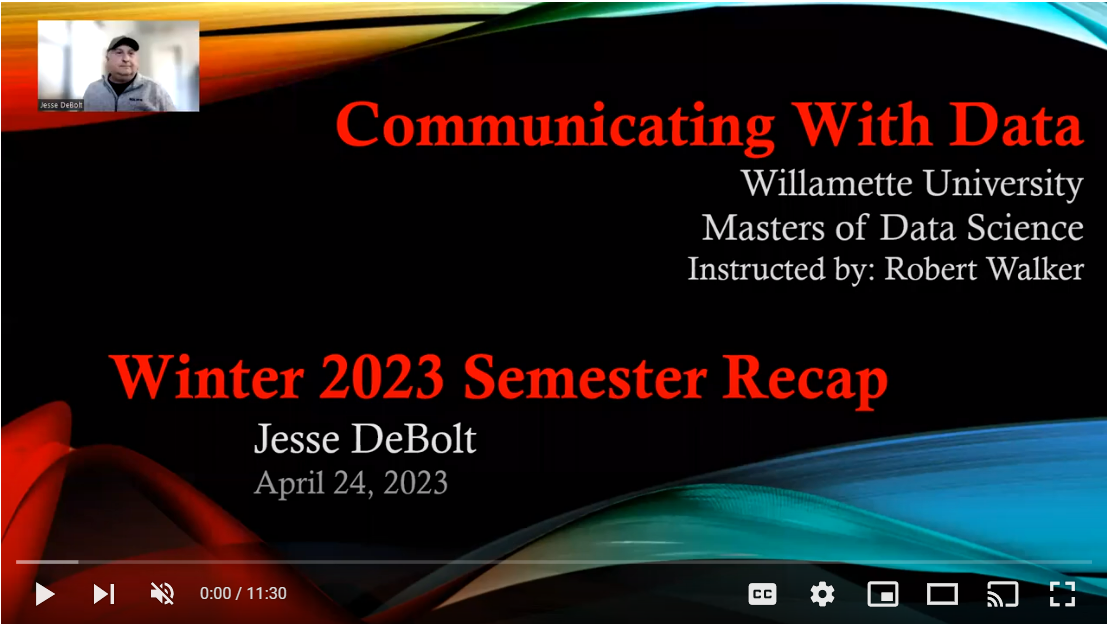 Jesse DeBolt
Communicating With Data
Willamette University
Masters of Data Science
Instructed by: Robert Walker
Winter 2023 Semester Recap
Jesse DeBolt
April 24, 2023
0:00 / 11:30
CC